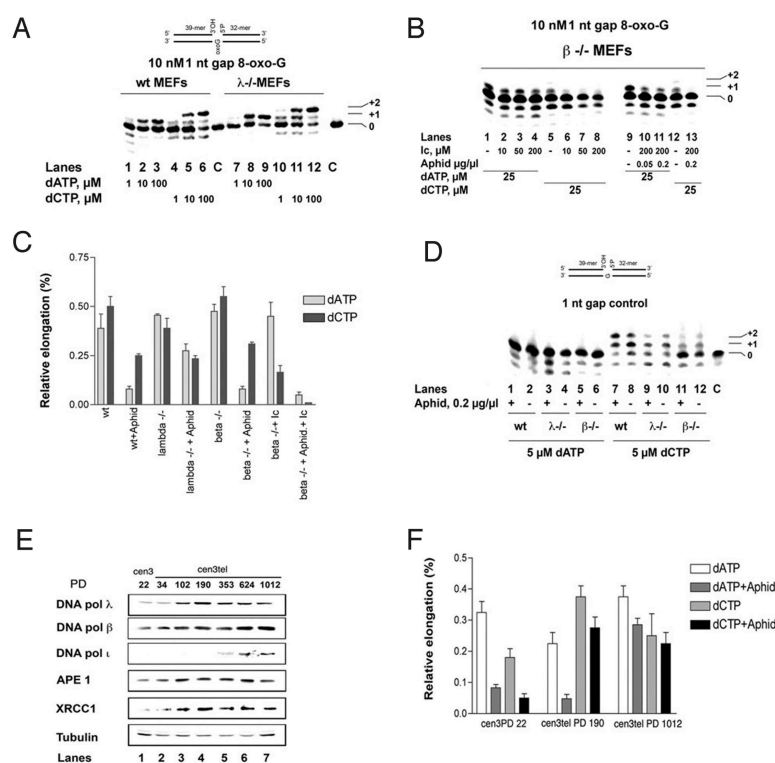 A
39-mer 3'OH 5'P 32-mer
5' 3'
3' 5'
oxoG
10 nM1 nt gap 8-oxo-G
wt MEFs λ-/-MEFs
+2
+1
0
Lanes 1 2 3 4 5 6 C 7 8 9 10 11 12 C
dATP, µM 1 10 100 1 10 100
dCTP, µM 1 10 100 1 10 100
B
10 nM1 nt gap 8-oxo-G
β -/- MEFs
+2
+1
0
Lanes 1 2 3 4 5 6 7 8 9 10 11 12 13
Ic, µM - 10 50 200 - 10 50 200 - 200 200 - 200
Aphid µg/µl - 0.05 0.2 - 0.2
dATP, µM 25 25
dCTP, µM 25 25
C
Relative elongation (%)
0.75
0.50
0.25
0.00
dATP
dCTP
wt
wt+Aphid
lambda -/-
lambda -/- + Aphid
beta -/-
beta -/- + Aphid
beta -/-+ Ic
beta -/- + Aphid.+ Ic
D
39-mer 3'OH 5'P 32-mer
5' 3'
3' G 5'
1 nt gap control
+2
+1
0
Lanes 1 2 3 4 5 6 7 8 9 10 11 12 C
Aphid, 0.2 µg/µl + - + - + - + - + - + -
wt λ-/- β-/- wt λ-/- β-/-
5 µM dATP 5 µM dCTP
E
cen3 cen3tel
PD 22 34 102 190 353 624 1012
DNA pol λ
DNA pol β
DNA pol ι
APE 1
XRCC1
Tubulin
Lanes 1 2 3 4 5 6 7
F
Relative elongation (%)
0.5
0.4
0.3
0.2
0.1
0.0
dATP
dATP+Aphid
dCTP
dCTP+Aphid
cen3PD 22 cen3tel PD 190 cen3tel PD 1012